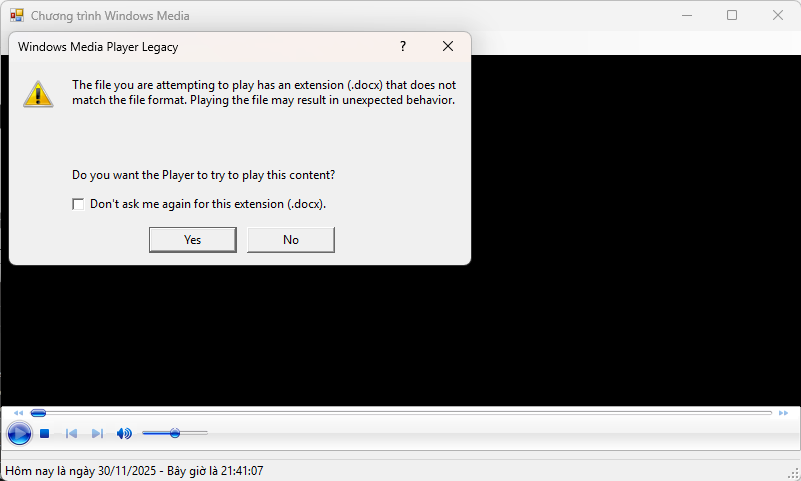 Chương trình Windows Media
Windows Media Player Legacy
?
The file you are attempting to play has an extension (.docx) that does not
match the file format. Playing the file may result in unexpected behavior.
Do you want the Player to try to play this content?
Don't ask me again for this extension (.docx).
Yes
No
Hôm nay là ngày 30/11/2025 - Bây giờ là 21:41:07